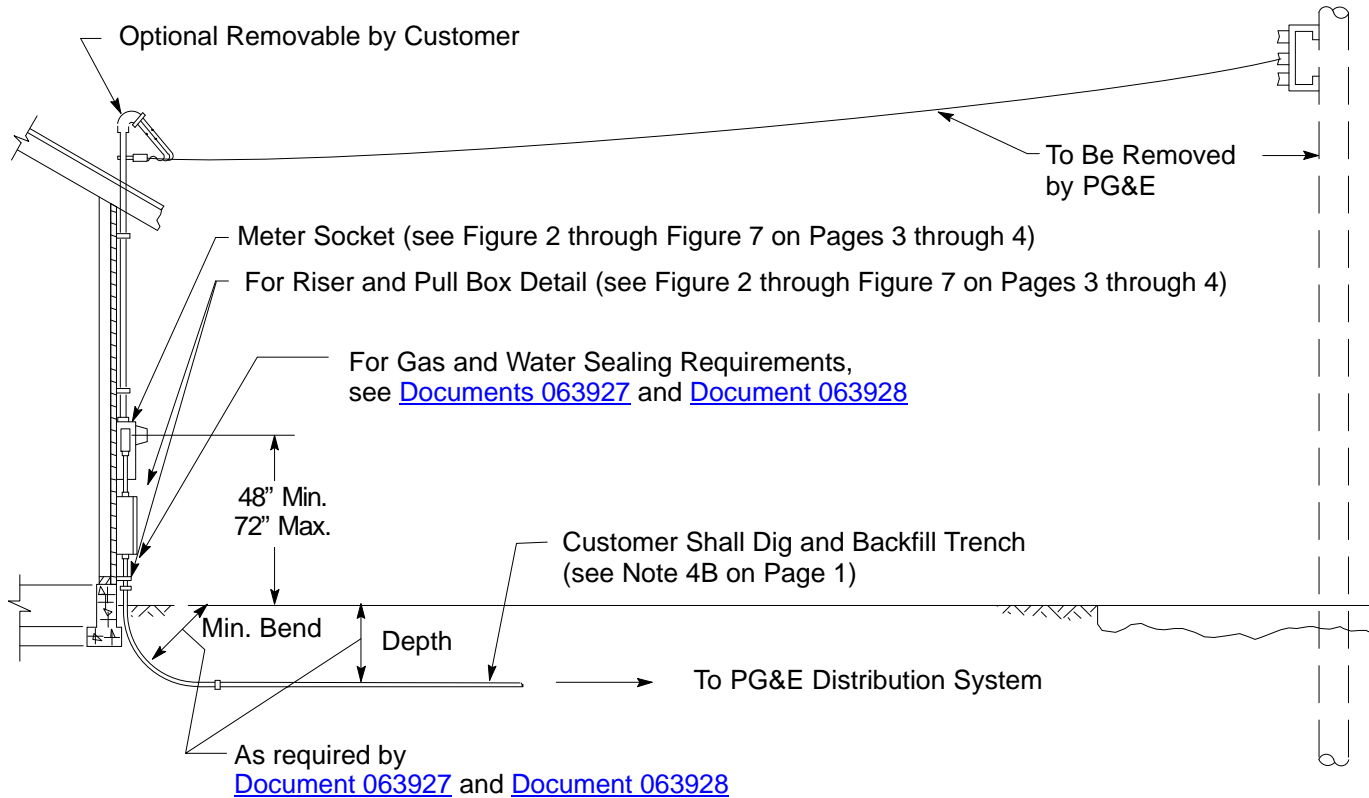 Optional Removable by Customer
To Be Removed
by PG&E
Meter Socket (see Figure 2 through Figure 7 on Pages 3 through 4)
For Riser and Pull Box Detail (see Figure 2 through Figure 7 on Pages 3 through 4)
For Gas and Water Sealing Requirements,
see Documents 063927 and Document 063928
48” Min.
72” Max.
Customer Shall Dig and Backfill Trench
(see Note 4B on Page 1)
Min. Bend
Depth
To PG&E Distribution System
As required by
Document 063927 and Document 063928